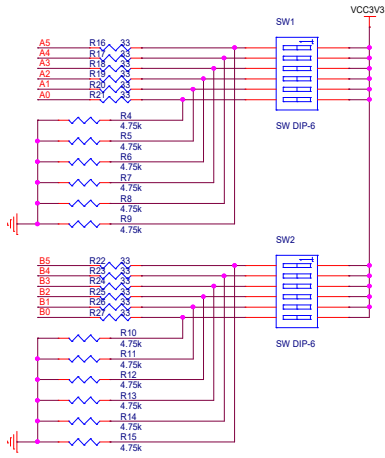 VCC3V3
SW1
A5 R16 33
A4 R17 33
A3 R18 33
A2 R19 33
A1 R20 33
A0 R21 33
R4
4.75k
SW DIP-6
R5
4.75k
R6
4.75k
R7
4.75k
R8
4.75k
R9
4.75k
SW2
B5 R22 33
B4 R23 33
B3 R24 33
B2 R25 33
B1 R26 33
B0 R27 33
R10
4.75k
SW DIP-6
R11
4.75k
R12
4.75k
R13
4.75k
R14
4.75k
R15
4.75k